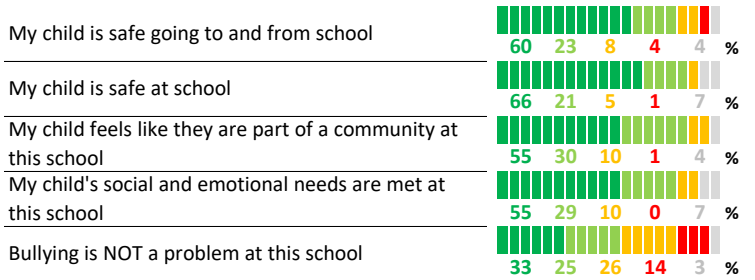 My child is safe going to and from school
60 23 8 4 4 %
My child is safe at school
66 21 5 1 7 %
My child feels like they are part of a community at
this school
55 30 10 1 4 %
My child's social and emotional needs are met at
this school
55 29 10 0 7 %
Bullying is NOT a problem at this school
33 25 26 14 3 %